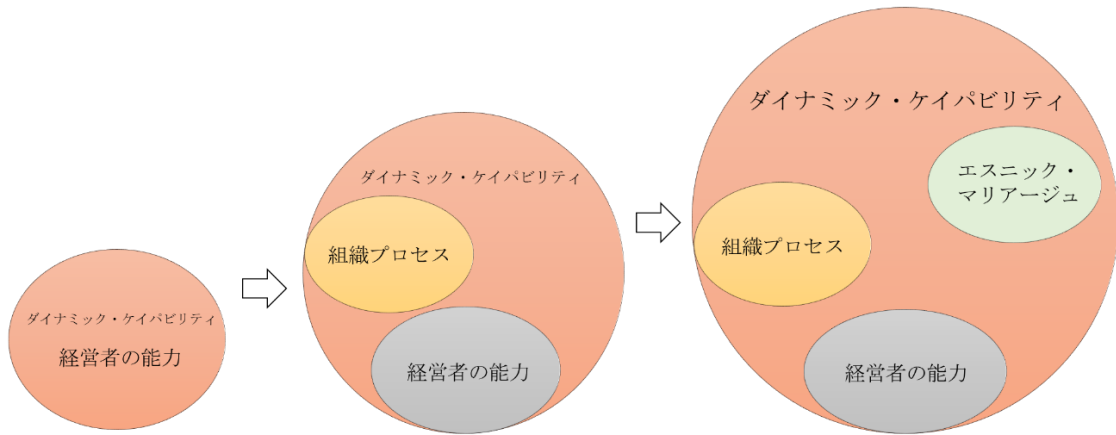 ダイナミック・ケイパビリティ
経営者の能力
ダイナミック・ケイパビリティ
組織プロセス
経営者の能力
ダイナミック・ケイパビリティ
エスニック・
マリアージュ
組織プロセス
経営者の能力